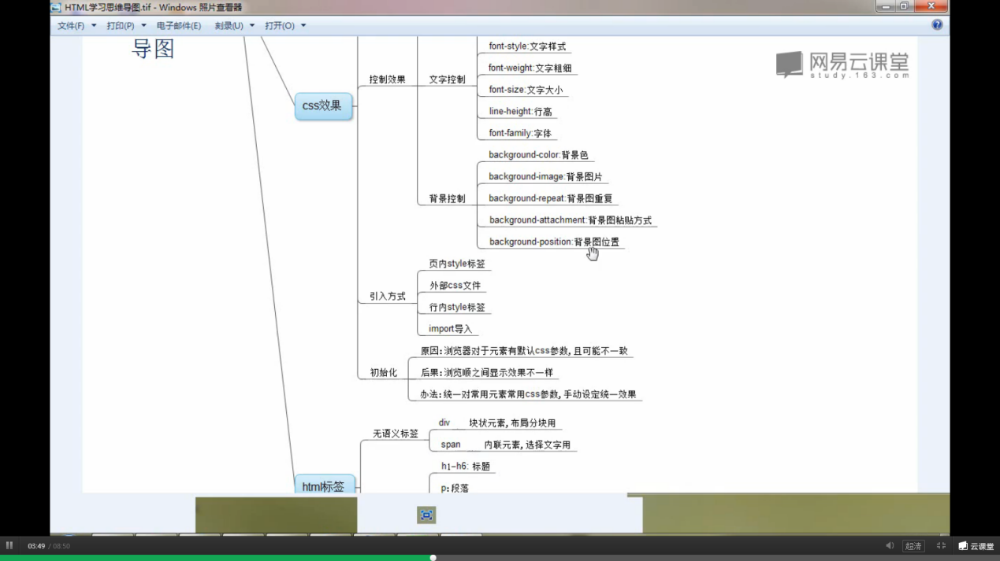 HTML学习思维导图.tif - Windows 照片查看器
文件(F) 打印(P) 电子邮件(E) 刻录(U) 打开(O)
导图
网易云课堂
study.163.com
css效果
控制效果
文字控制
font-style:文字样式
font-weight:文字粗细
font-size:文字大小
line-height:行高
font-family:字体
背景控制
background-color:背景色
background-image:背景图片
background-repeat:背景图重复
background-attachment:背景图粘贴方式
background-position:背景图位置
引入方式
页内style标签
外部css文件
行内style标签
import导入
初始化
原因:浏览器对于元素有默认css参数,且可能不一致
后果:浏览顺之间显示效果不一样
办法:统一对常用元素常用css参数,手动设定统一效果
html标签
无语义标签
div 块状元素,布局分块用
span 内联元素,选择文字用
h1-h6: 标题
p:段落
03:49 / 08:50
超清
云课堂